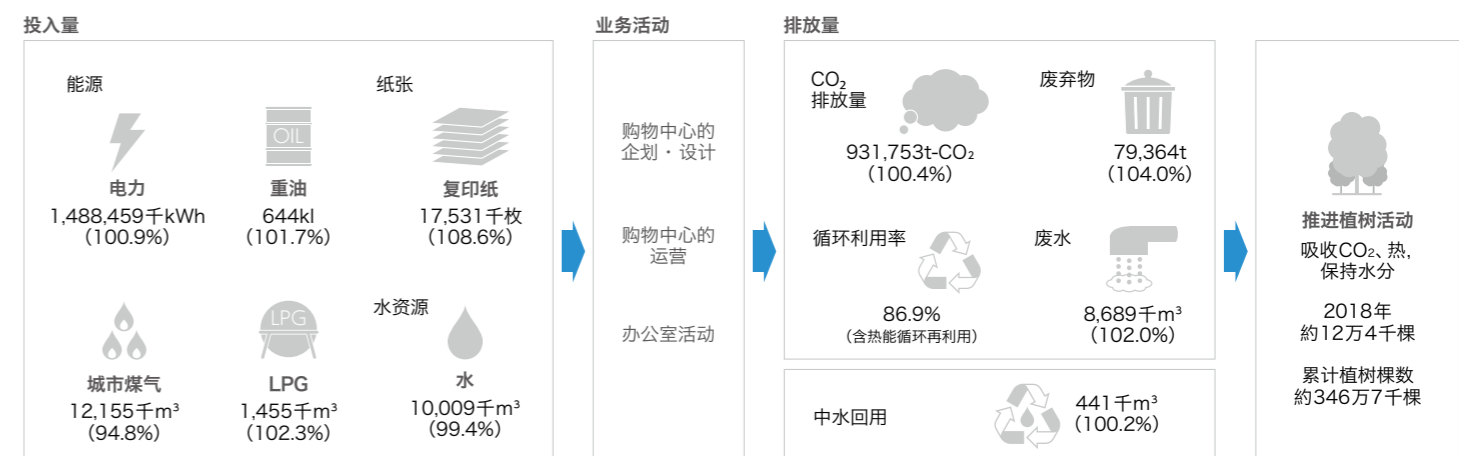 投入量
能源
纸张
OIL
电力
1,488,459千kWh
(100.9%)
重油
644kl
(101.7%)
复印纸
17,531千枚
(108.6%)
水资源
LPG
城市煤气
12,155千m³
(94.8%)
LPG
1,455千m³
(102.3%)
水
10,009千m³
(99.4%)
业务活动
购物中心的
企划・设计
购物中心的
运营
办公室活动
排放量
CO₂
排放量
931,753t-CO₂
(100.4%)
废弃物
79,364t
(104.0%)
循环利用率
86.9%
(含热能循环再利用)
废水
8,689千m³
(102.0%)
中水回用
441千m³
(100.2%)
推进植树活动
吸收CO₂、热,
保持水分
2018年
約12万4千棵
累计植树棵数
約346万7千棵